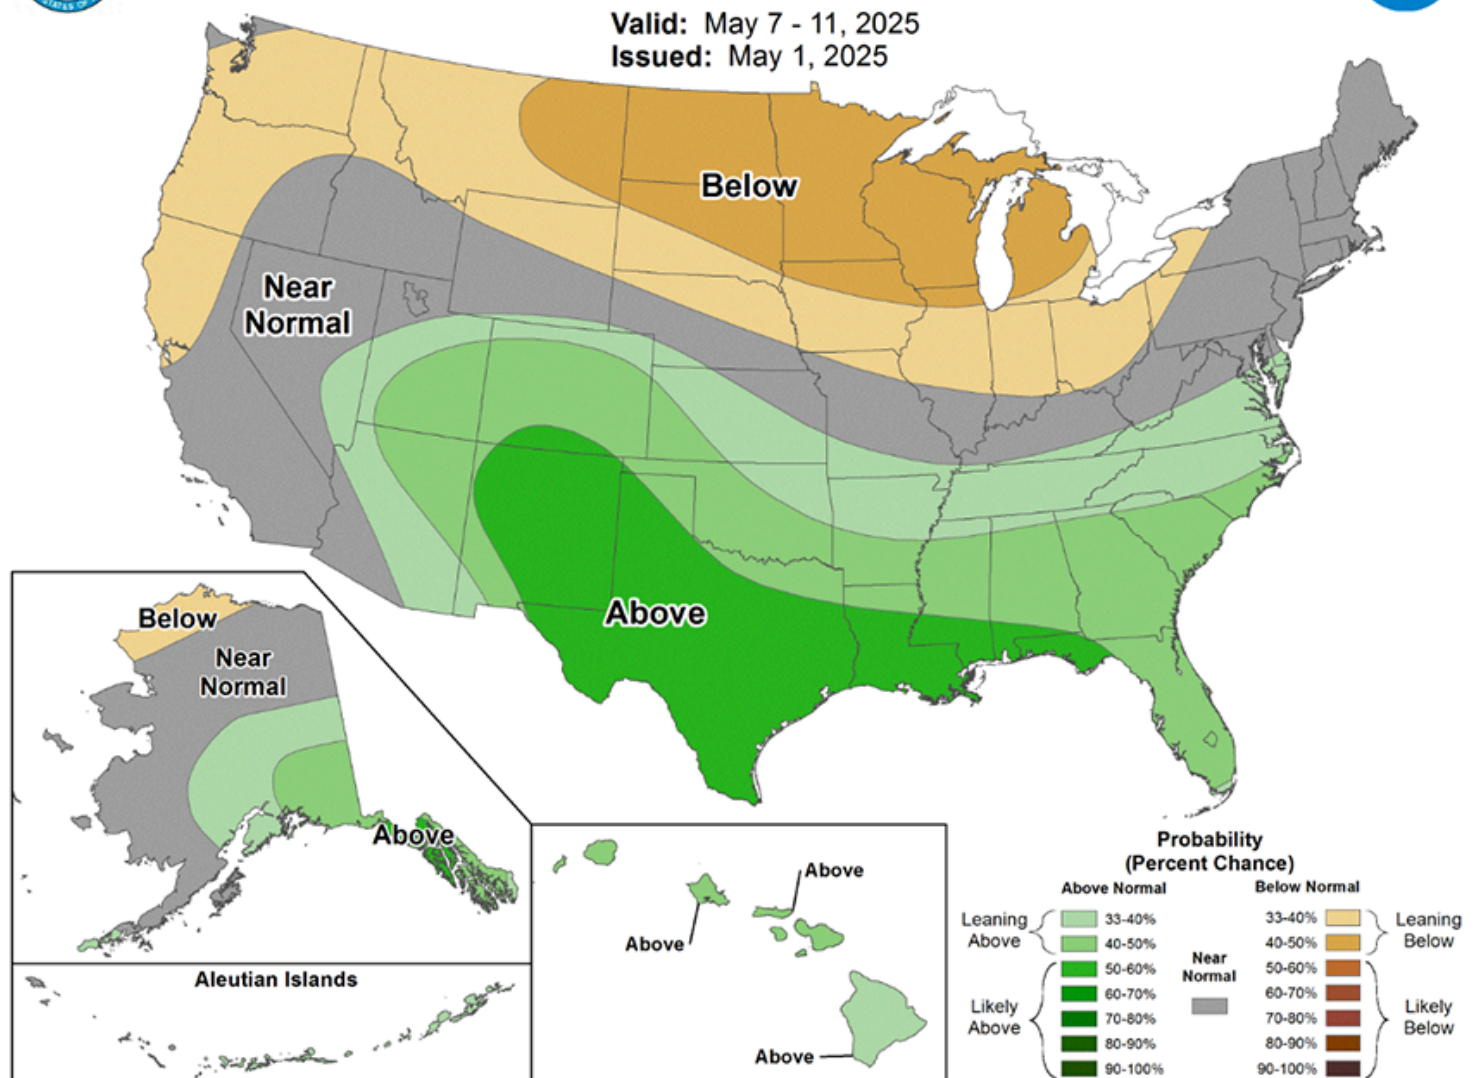 STATES OF
Valid: May 7 - 11, 2025
Issued: May 1, 2025
Below
Near
Normal
Above
Below
Near
Normal
Above
Aleutian Islands
Above
Above
Above
Probability
(Percent Chance)
Above Normal
Below Normal
Leaning
Above
33-40%
40-50%
Likely
Above
50-60%
60-70%
70-80%
80-90%
90-100%
Near
Normal
33-40%
40-50%
Leaning
Below
50-60%
60-70%
70-80%
80-90%
90-100%
Likely
Below